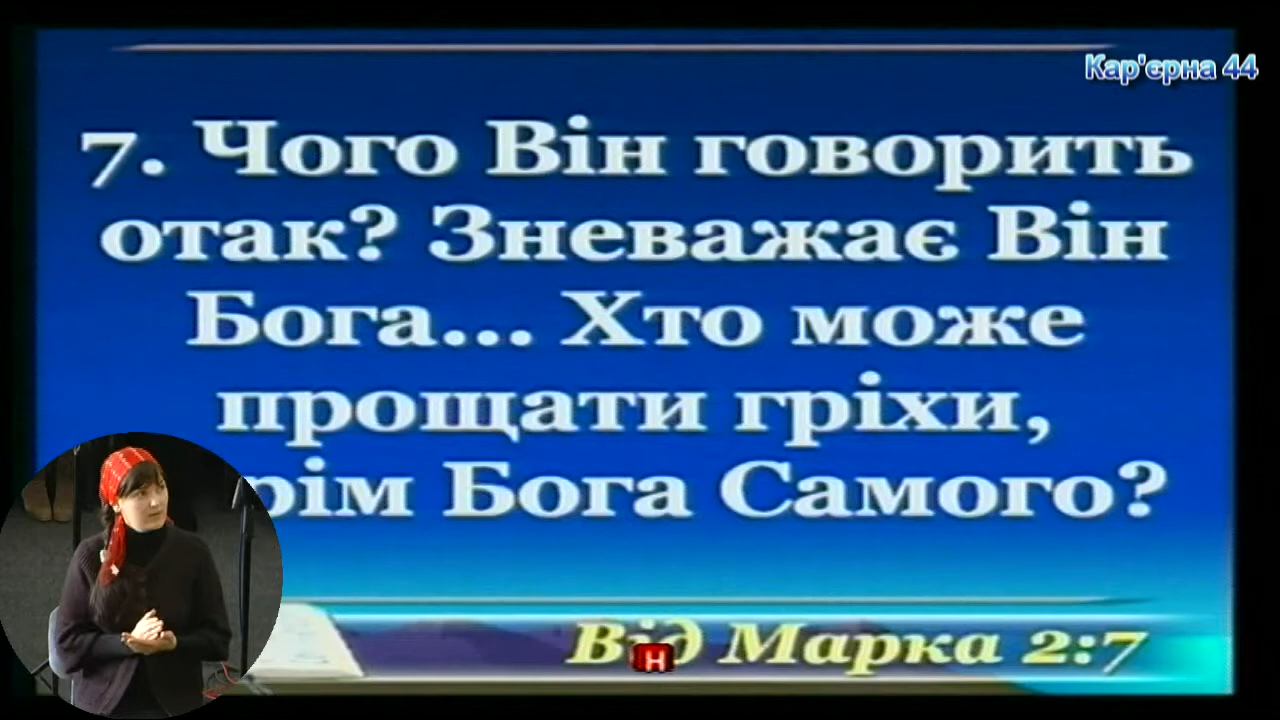 Кар'єрна 44
7. Чого Він говорить
отак? Зневажає Він
Бога... Хто може
прощати гріхи,
Бога Самого?
Від Марка 2:7
н